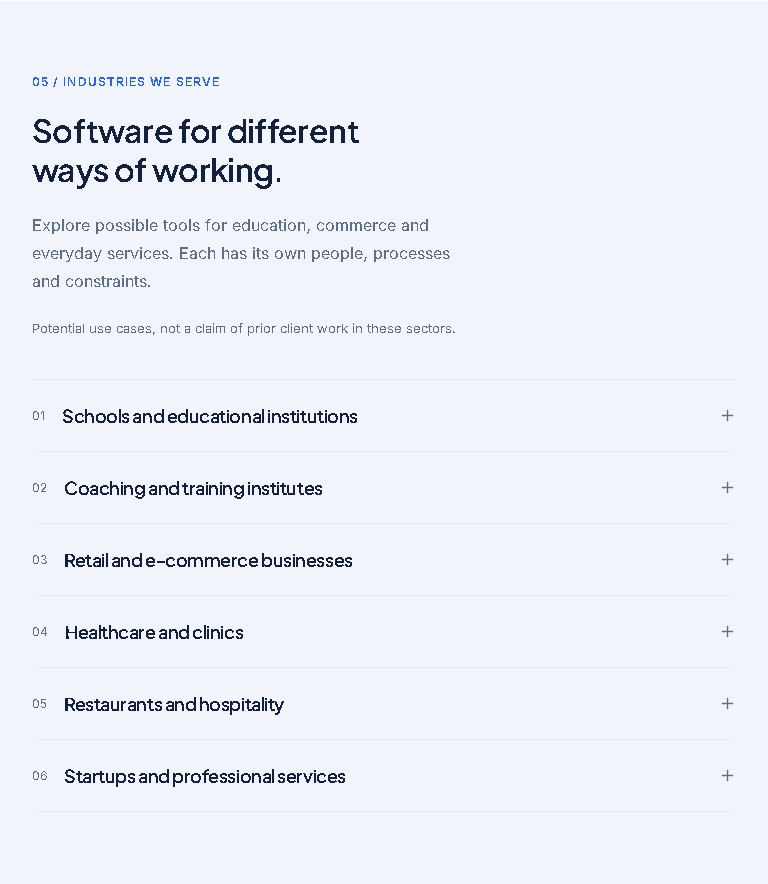 05 / INDUSTRIES WE SERVE
Software for different
ways of working.
Explore possible tools for education, commerce and
everyday services. Each has its own people, processes
and constraints.
Potential use cases, not a claim of prior client work in these sectors.
01 Schools and educational institutions +
02 Coaching and training institutes +
03 Retail and e-commerce businesses +
04 Healthcare and clinics +
05 Restaurants and hospitality +
06 Startups and professional services +